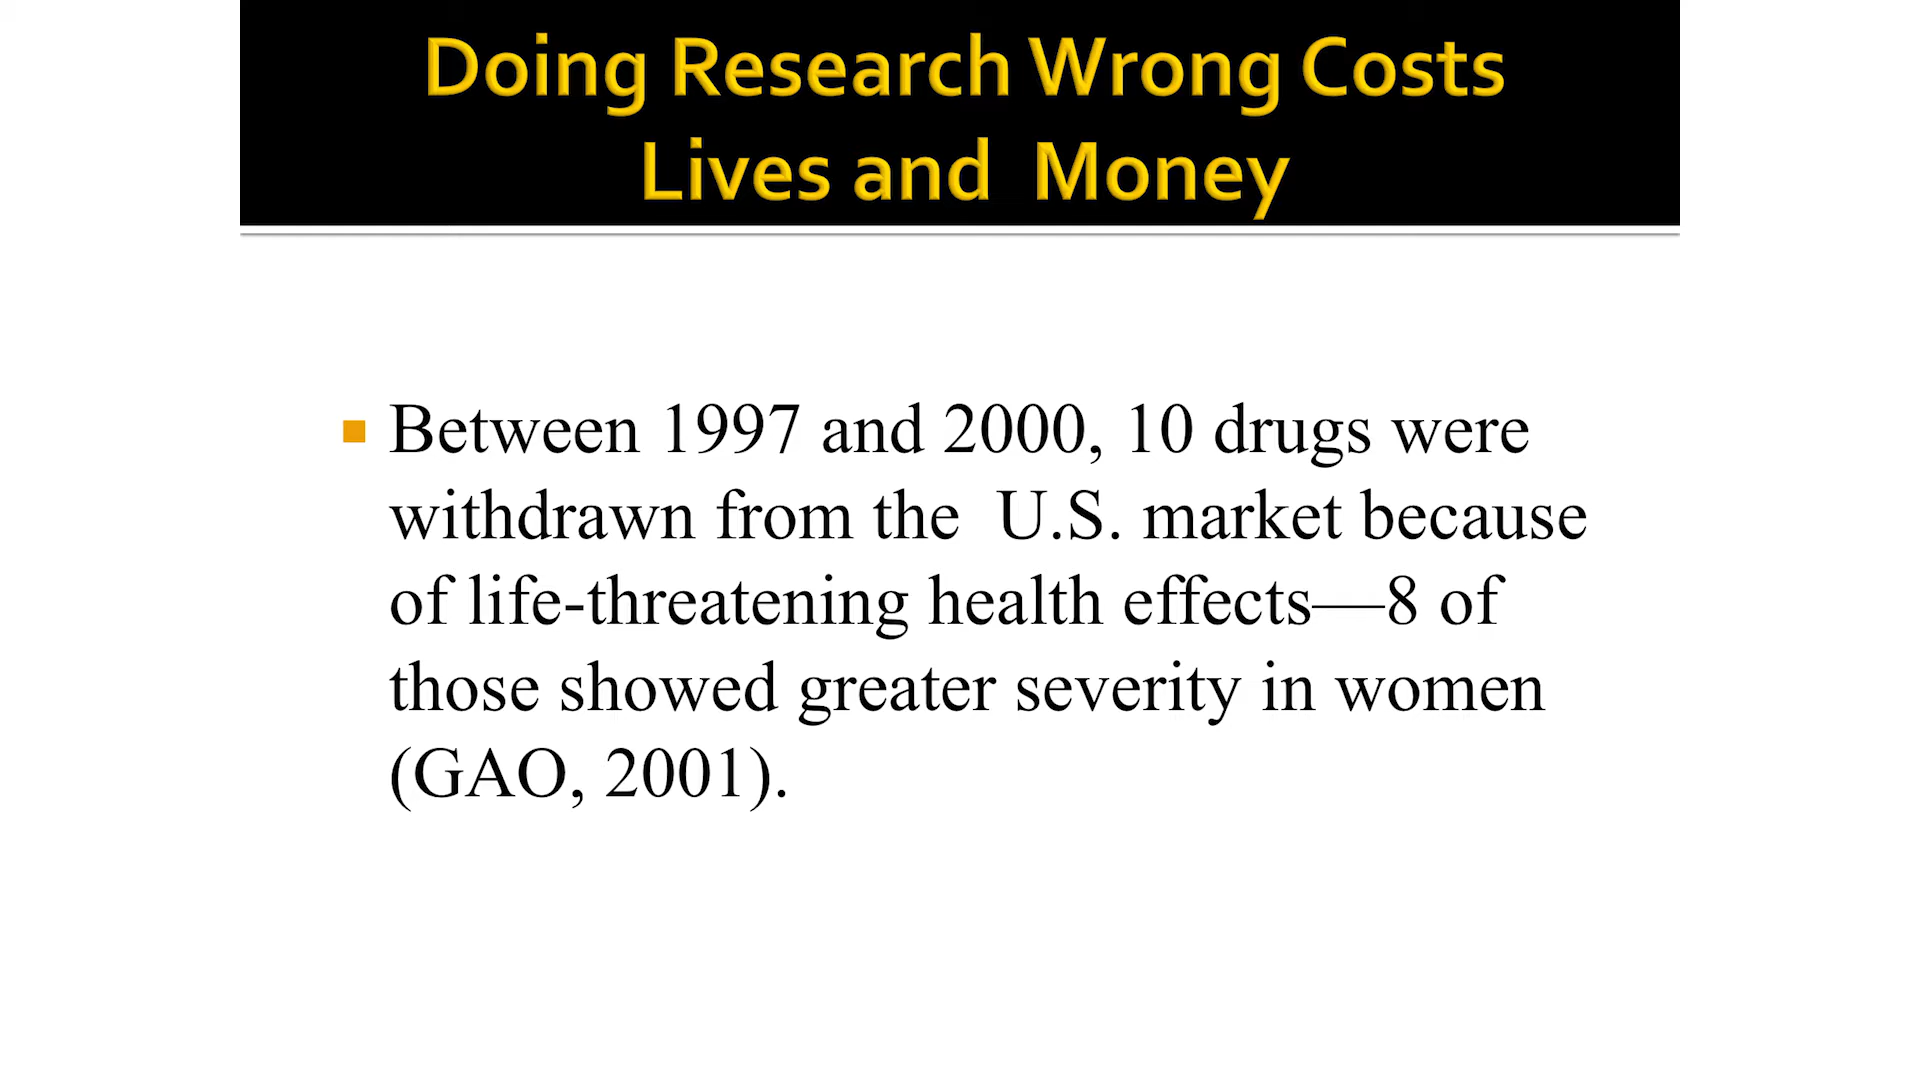 Doing Research Wrong Costs
Lives and Money
Between 1997 and 2000, 10 drugs were
withdrawn from the U.S. market because
of life-threatening health effects—8 of
those showed greater severity in women
(GAO, 2001).